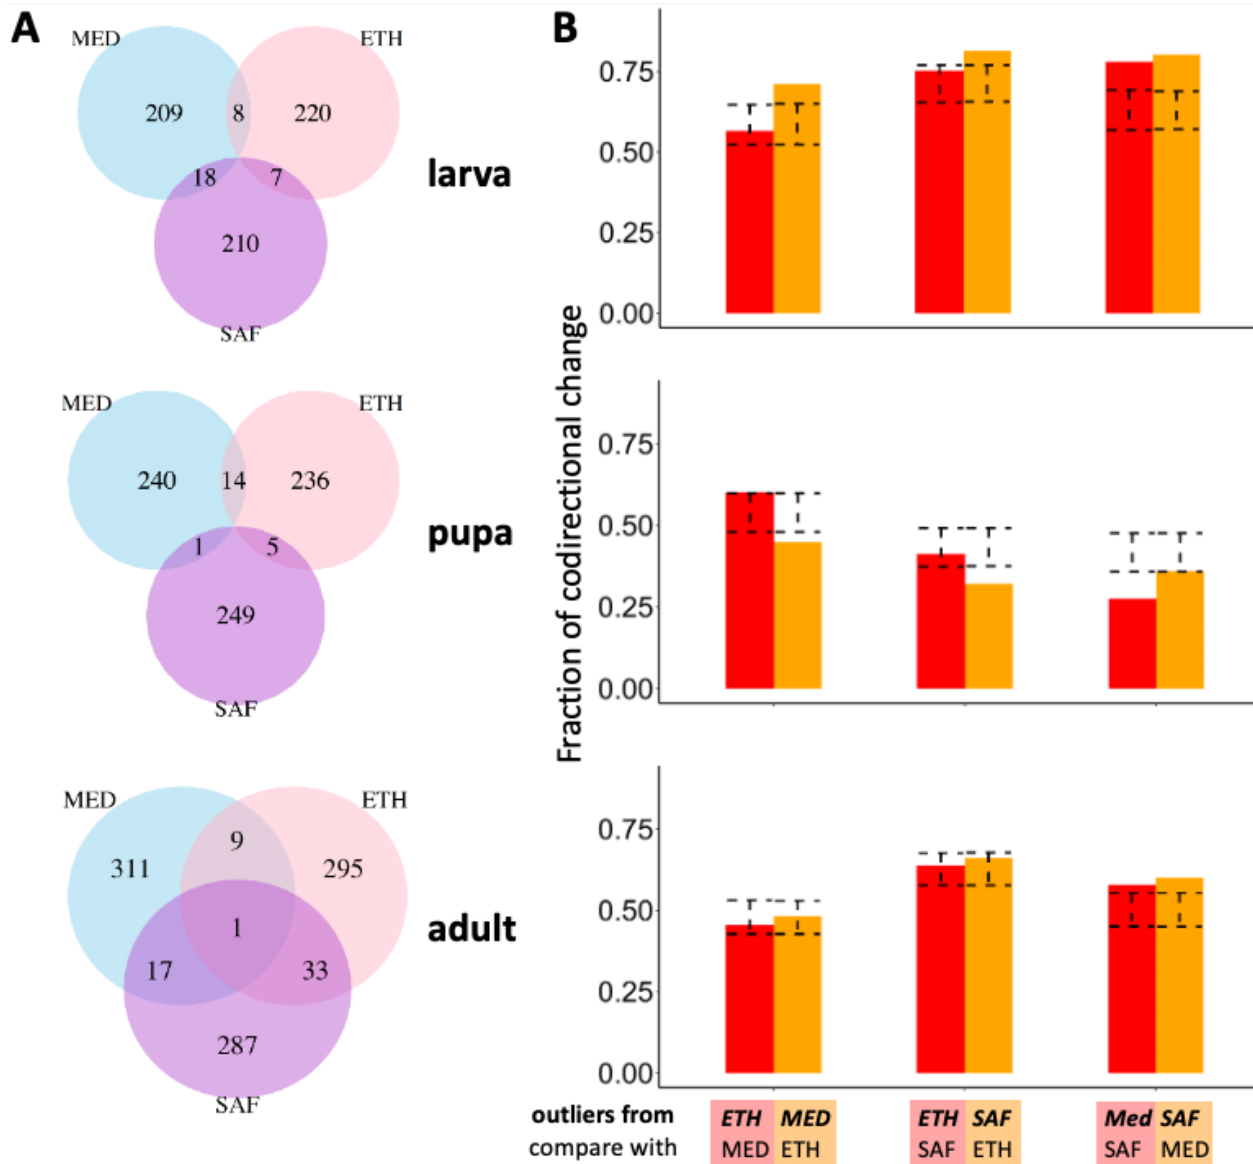 A
MED
ETH
209
8
220
18
7
210
SAF
larva
MED
ETH
240
14
236
1
5
249
SAF
pupa
MED
ETH
9
311
295
1
17
33
287
SAF
adult
B
Fraction of codirectional change
0.75
0.50
0.25
0.00
0.75
0.50
0.25
0.00
0.75
0.50
0.25
0.00
outliers from ETH MED ETH SAF Med SAF
compare with MED ETH SAF ETH SAF MED